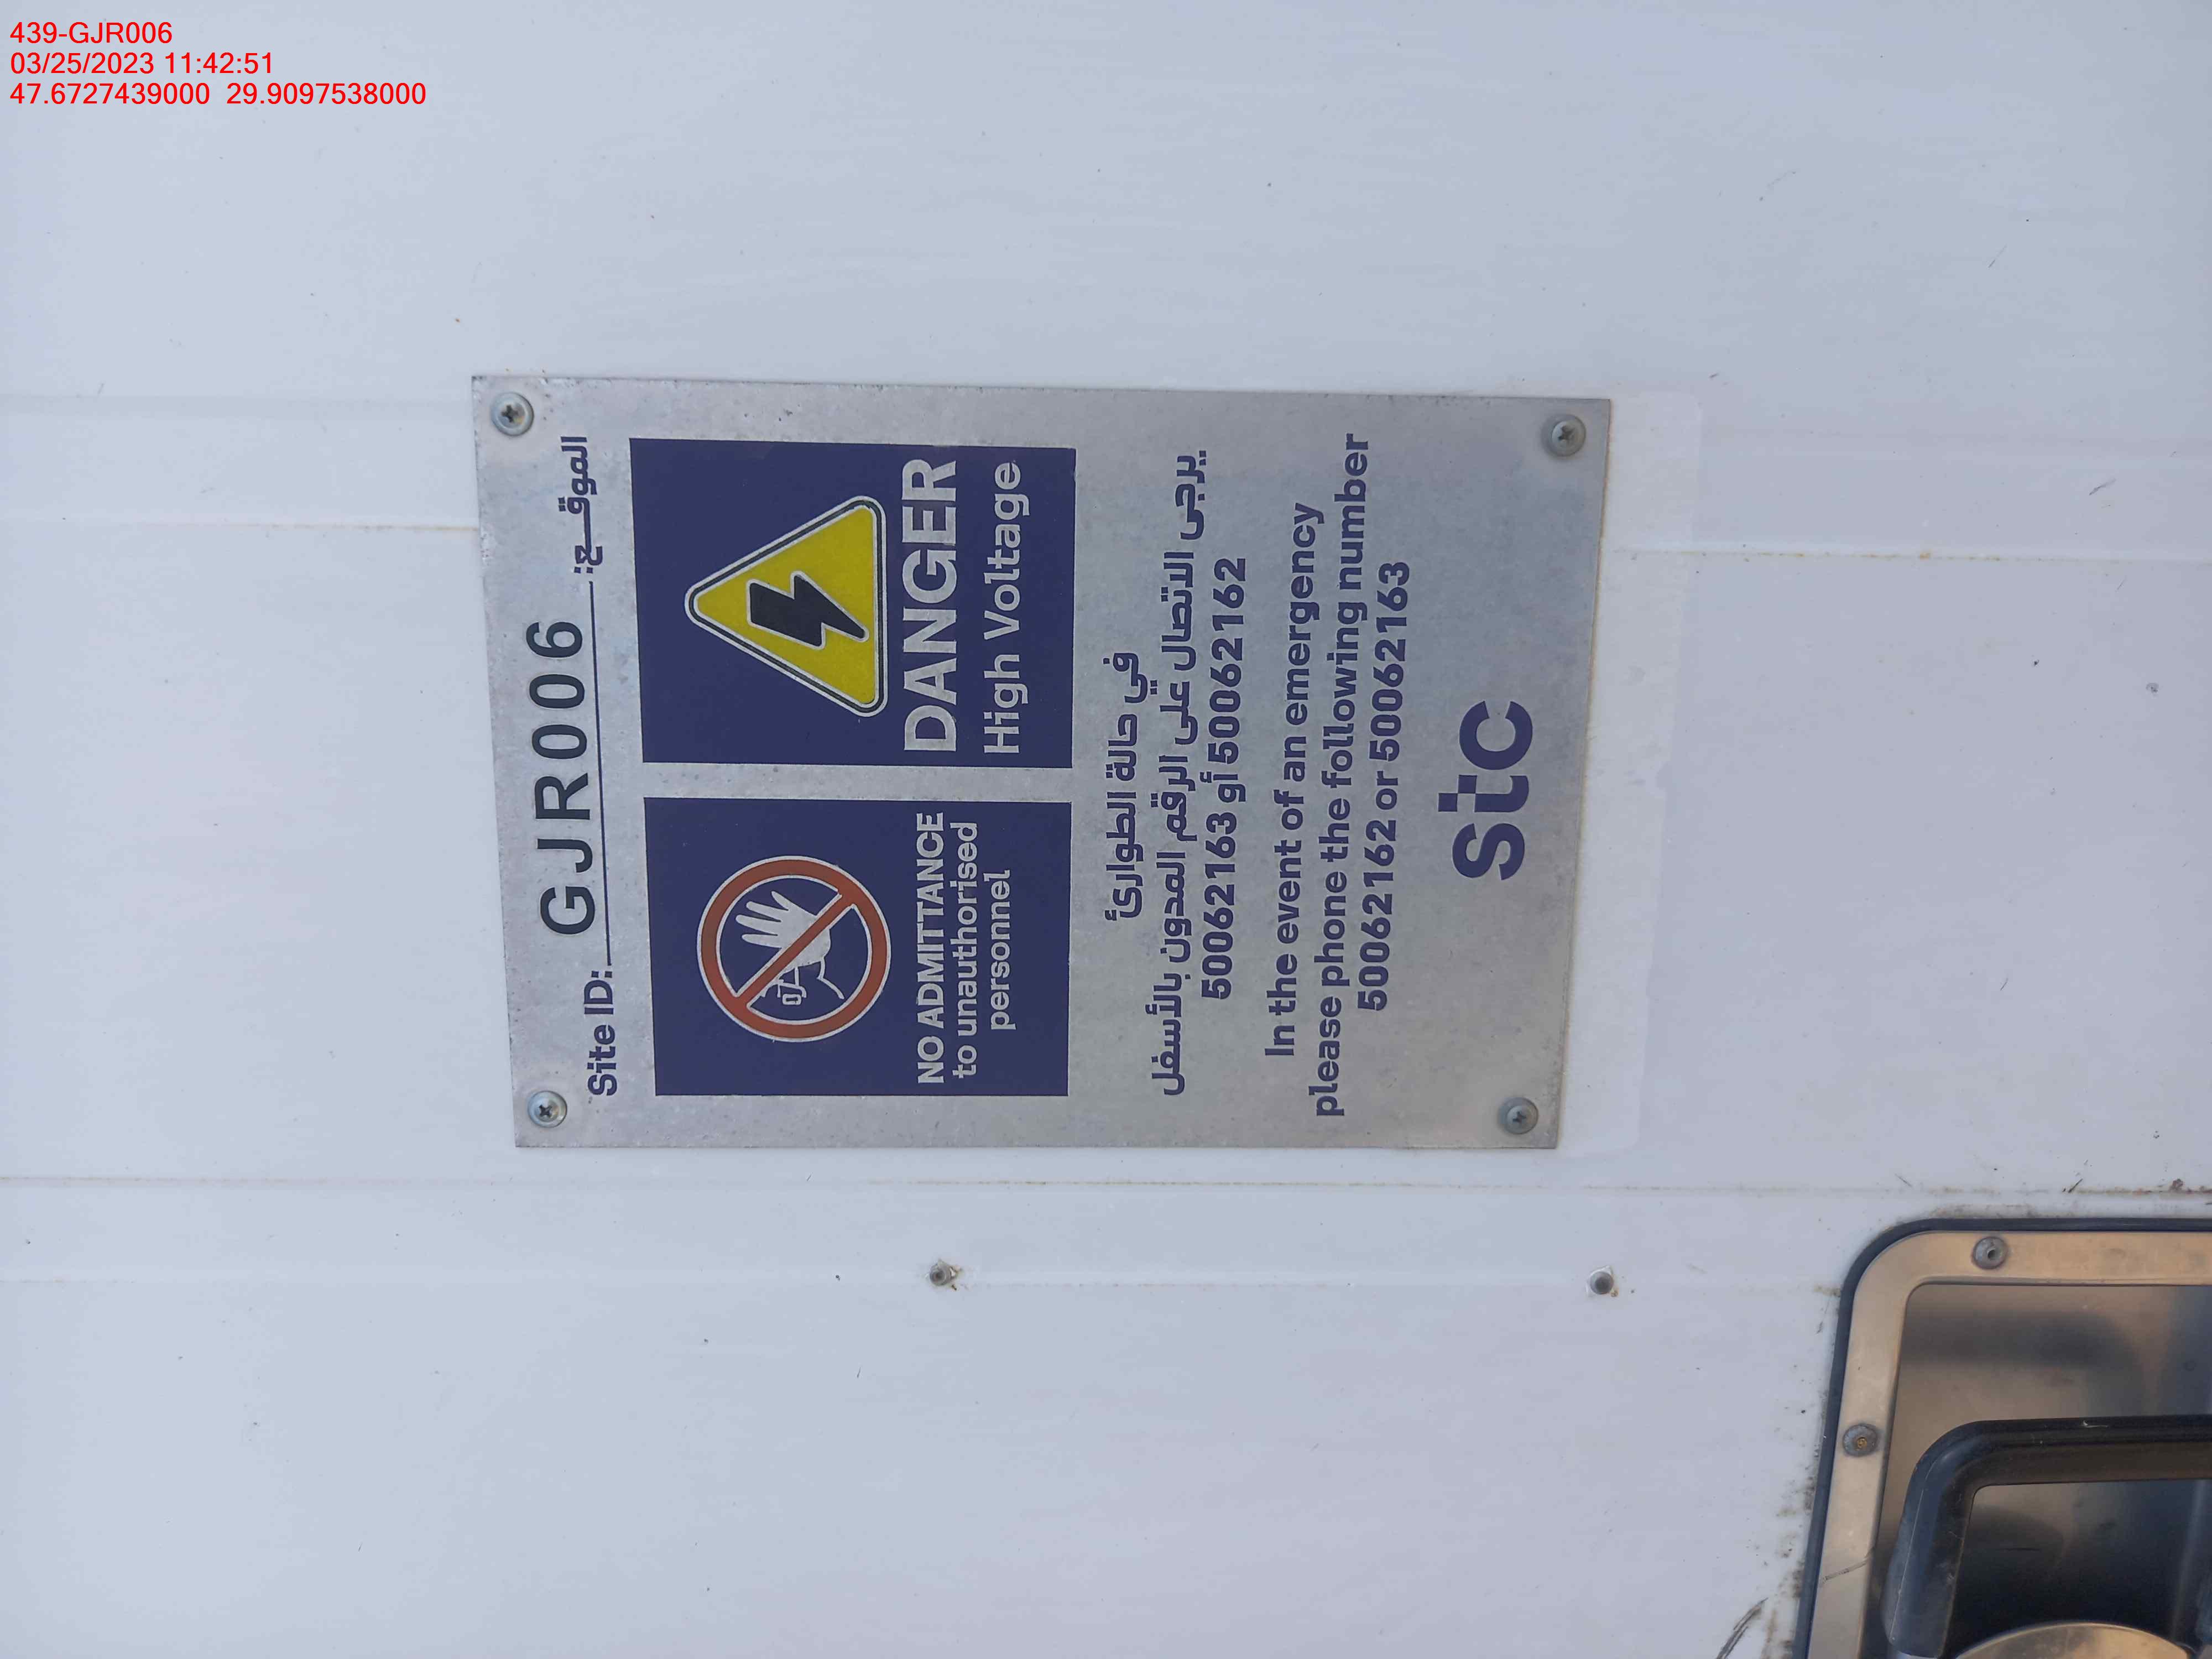 439-GJR006
03/25/2023 11:42:51
47.6727439000 29.9097538000
Site ID: GJR006 الموقع:
NO ADMITTANCE
to unauthorised
personnel
DANGER
High Voltage
في حالة الطوارئ
يرجى الاتصال على الرقم المدون بالأسفل
50062163 أو 50062162
In the event of an emergency
please phone the following number
50062162 or 50062163
stc